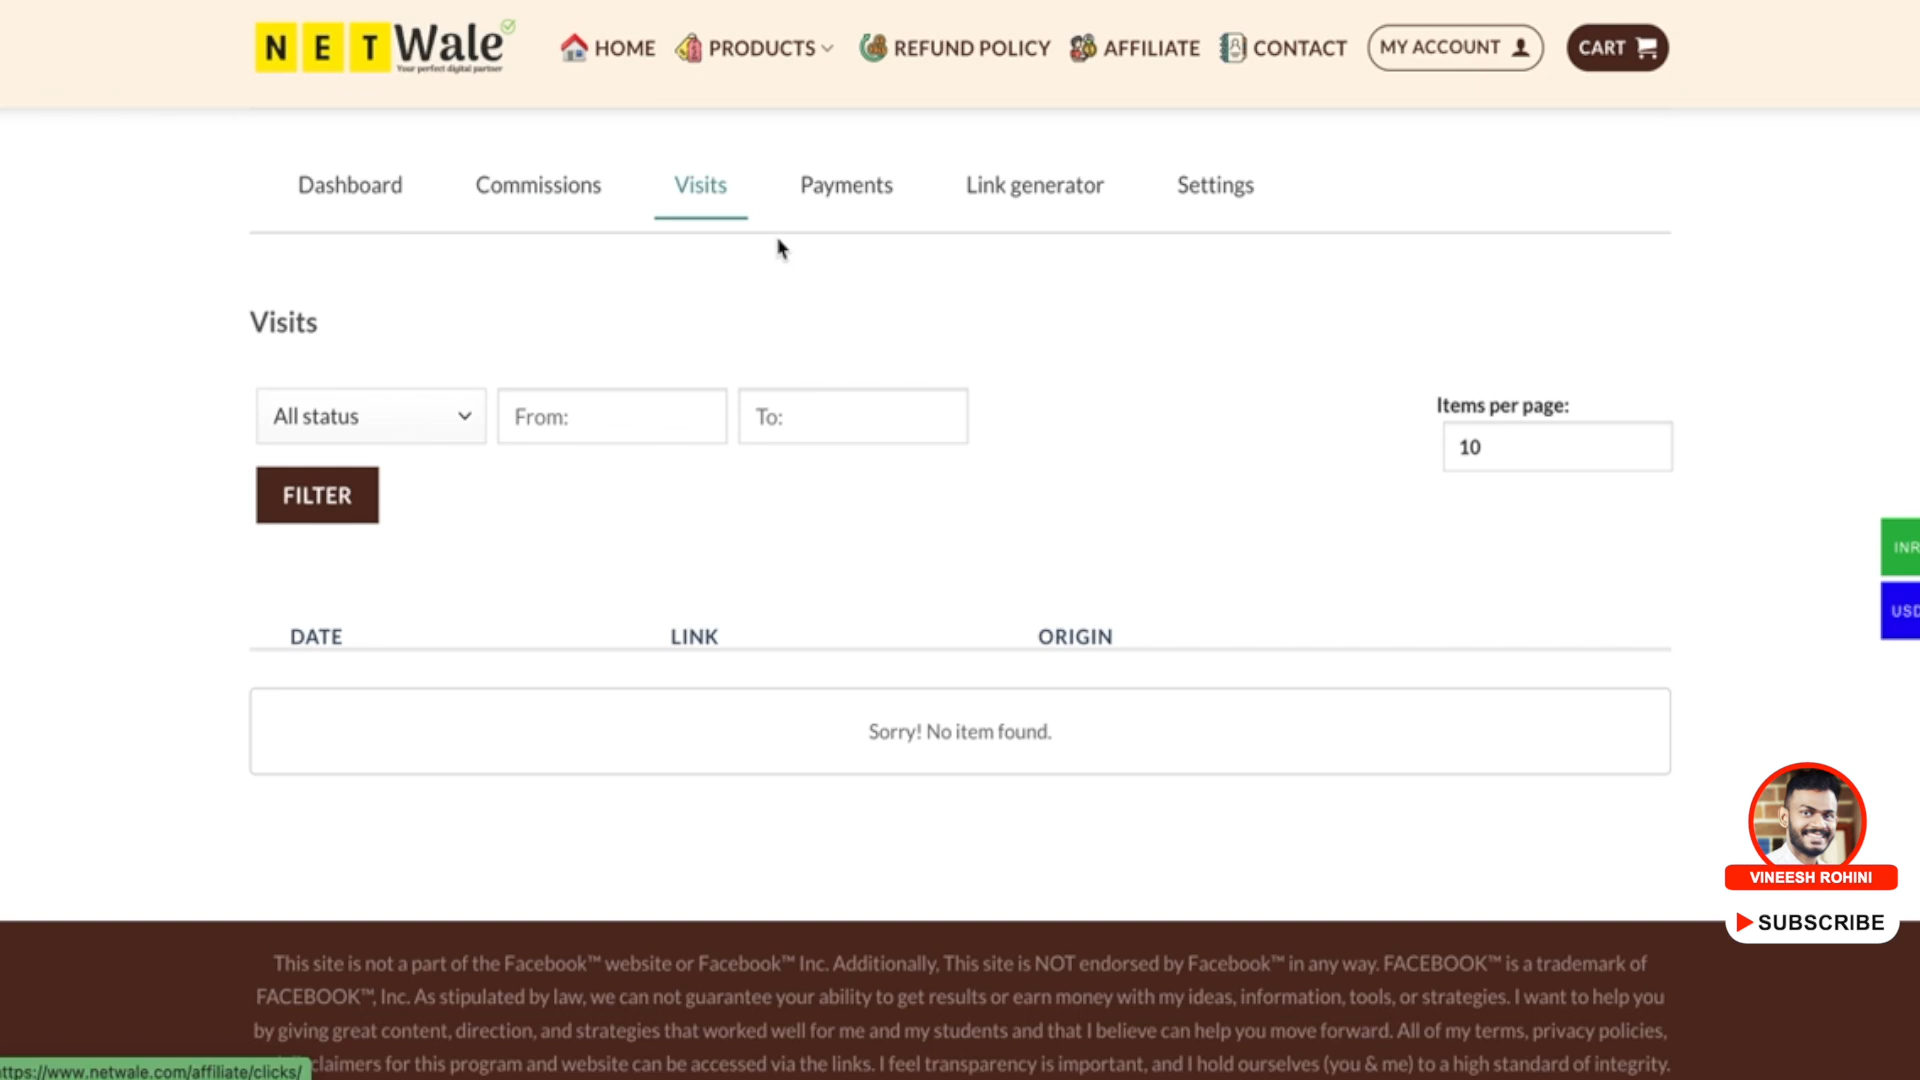 NETWale
Your perfect digital partner
HOME
PRODUCTS
REFUND POLICY
AFFILIATE
CONTACT
MY ACCOUNT
CART
Dashboard
Commissions
Visits
Payments
Link generator
Settings
Visits
All status
From:
To:
Items per page:
10
FILTER
INR
USD
DATE
LINK
ORIGIN
Sorry! No item found.
VINEESH ROHINI
SUBSCRIBE
This site is not a part of the Facebook™ website or Facebook™ Inc. Additionally, This site is NOT endorsed by Facebook™ in any way. FACEBOOK™ is a trademark of
FACEBOOK™, Inc. As stipulated by law, we can not guarantee your ability to get results or earn money with my ideas, information, tools, or strategies. I want to help you
by giving great content, direction, and strategies that worked well for me and my students and that I believe can help you move forward. All of my terms, privacy policies,
claimers for this program and website can be accessed via the links. I feel transparency is important, and I hold ourselves (you & me) to a high standard of integrity.
ttps://www.netwale.com/affiliate/clicks/